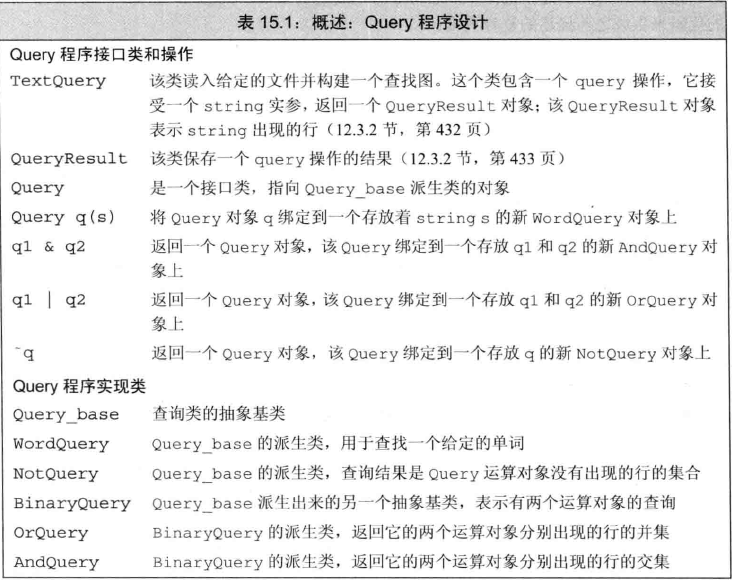 表 15.1：概述：Query 程序设计
Query 程序接口类和操作
TextQuery 该类读入给定的文件并构建一个查找图。这个类包含一个 query 操作，它接
受一个 string 实参，返回一个 QueryResult 对象；该 QueryResult 对象
表示 string 出现的行（12.3.2 节，第 432 页）
QueryResult 该类保存一个 query 操作的结果（12.3.2 节，第 433 页）
Query 是一个接口类，指向 Query_base 派生类的对象
Query q(s) 将 Query 对象 q 绑定到一个存放着 string s 的新 WordQuery 对象上
q1 & q2 返回一个 Query 对象，该 Query 绑定到一个存放 q1 和 q2 的新 AndQuery 对
象上
q1 | q2 返回一个 Query 对象，该 Query 绑定到一个存放 q1 和 q2 的新 OrQuery 对
象上
~q 返回一个 Query 对象，该 Query 绑定到一个存放 q 的新 NotQuery 对象上
Query 程序实现类
Query_base 查询类的抽象基类
WordQuery Query_base 的派生类，用于查找一个给定的单词
NotQuery Query_base 的派生类，查询结果是 Query 运算对象没有出现的行的集合
BinaryQuery Query_base 派生出来的另一个抽象基类，表示有两个运算对象的查询
OrQuery BinaryQuery 的派生类，返回它的两个运算对象分别出现的行的并集
AndQuery BinaryQuery 的派生类，返回它的两个运算对象分别出现的行的交集